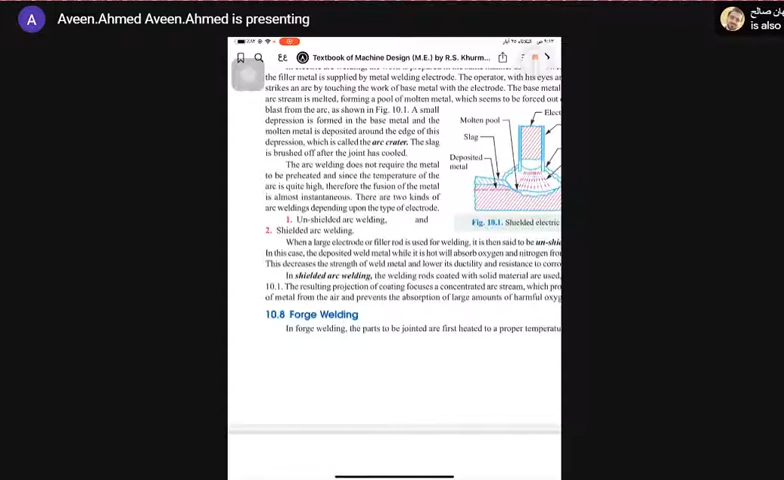 A Aveen.Ahmed Aveen.Ahmed is presenting
صالح
is also
Textbook of Machine Design (M.E.) by R.S. Khurm...
the filler metal is supplied by metal welding electrode. The operator, with his eyes an
strikes an arc by touching the work of base metal with the electrode. The base metal
arc stream is melted, forming a pool of molten metal, which seems to be forced out
blast from the arc, as shown in Fig. 10.1. A small
depression is formed in the base metal and the
molten metal is deposited around the edge of this
depression, which is called the arc crater. The slag
is brushed off after the joint has cooled.
The arc welding does not require the metal
to be preheated and since the temperature of the
arc is quite high, therefore the fusion of the metal
is almost instantaneous. There are two kinds of
arc weldings depending upon the type of electrode.
1. Un-shielded arc welding, and
2. Shielded arc welding.
Elect
Molten pool
Slag
Deposited
metal
Fig. 10.1. Shielded electric
When a large electrode or filler rod is used for welding, it is then said to be un-shie
In this case, the deposited weld metal while it is hot will absorb oxygen and nitrogen fro
This decreases the strength of weld metal and lower its ductility and resistance to corro
In shielded arc welding, the welding rods coated with solid material are used,
10.1. The resulting projection of coating focuses a concentrated arc stream, which pro
of metal from the air and prevents the absorption of large amounts of harmful oxyg
10.8 Forge Welding
In forge welding, the parts to be jointed are first heated to a proper temperatu